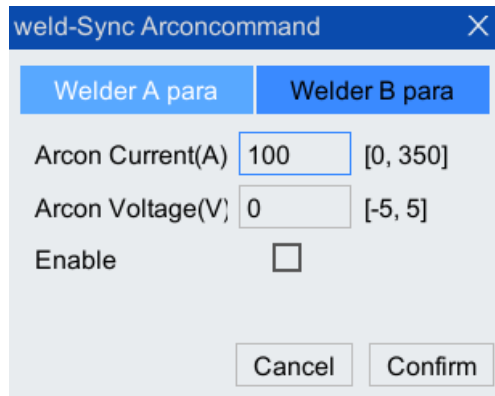 weld-Sync Arconcommand
Welder A para Welder B para
Arcon Current(A) 100 [0, 350]
Arcon Voltage(V) 0 [-5, 5]
Enable
Cancel Confirm